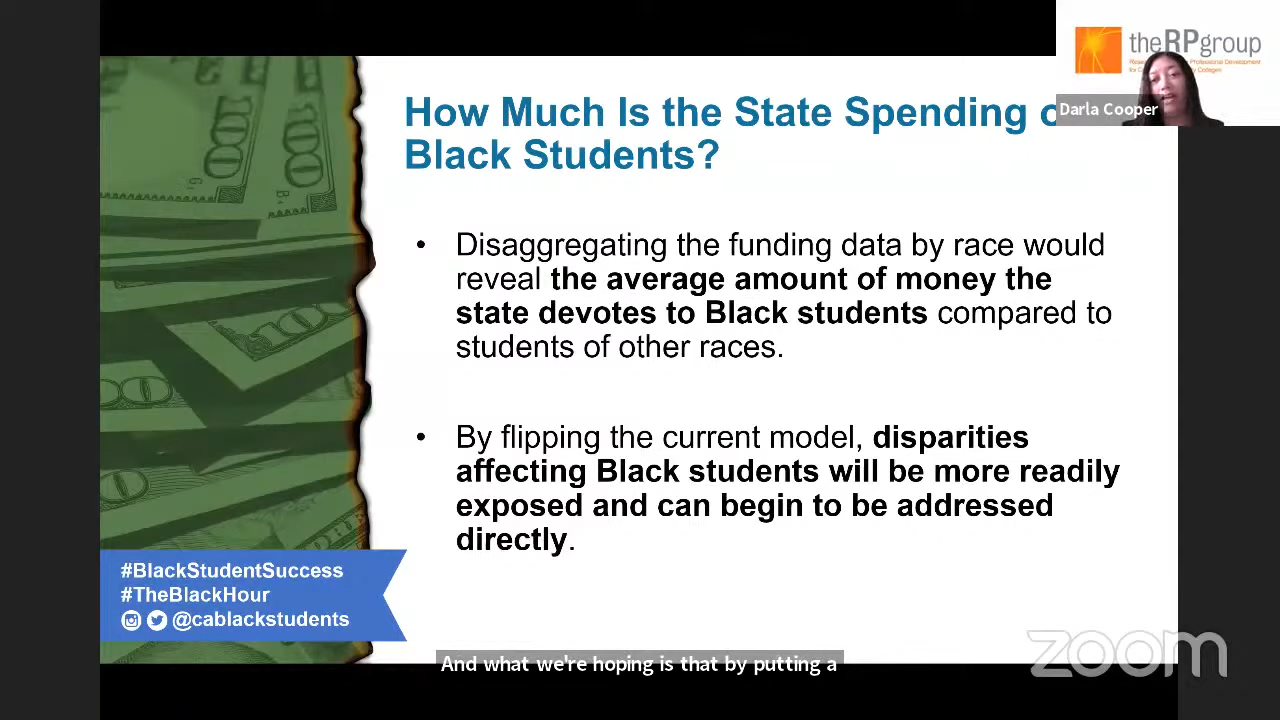 theRPgroup
Darla Cooper
How Much Is the State Spending
Black Students?
• Disaggregating the funding data by race would
reveal the average amount of money the
state devotes to Black students compared to
students of other races.
• By flipping the current model, disparities
affecting Black students will be more readily
exposed and can begin to be addressed
directly.
#BlackStudentSuccess
#TheBlackHour
@cablackstudents
zoom
And what we're hoping is that by putting a